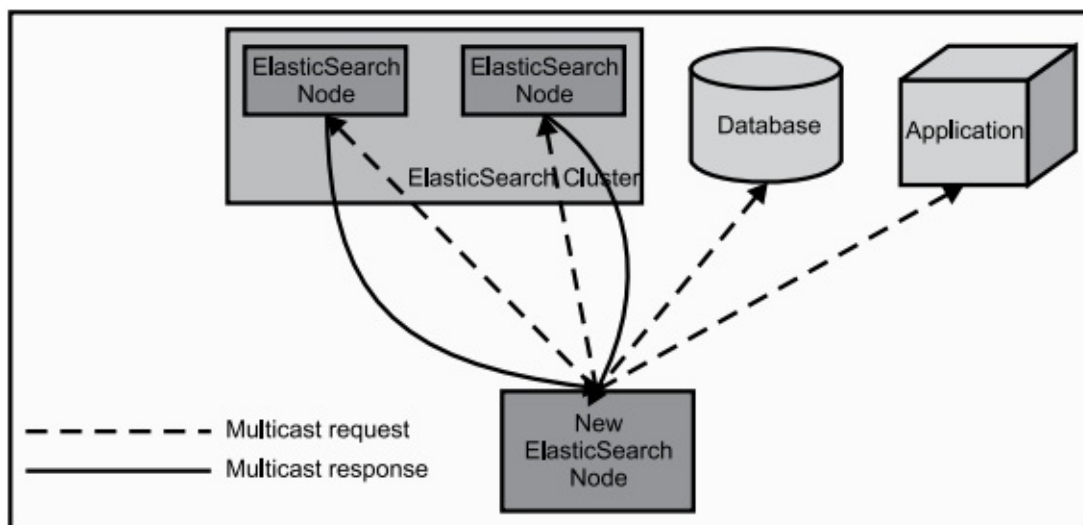 ElasticSearch
Node
ElasticSearch
Node
ElasticSearch Cluster
Database
Application
New
ElasticSearch
Node
Multicast request
Multicast response